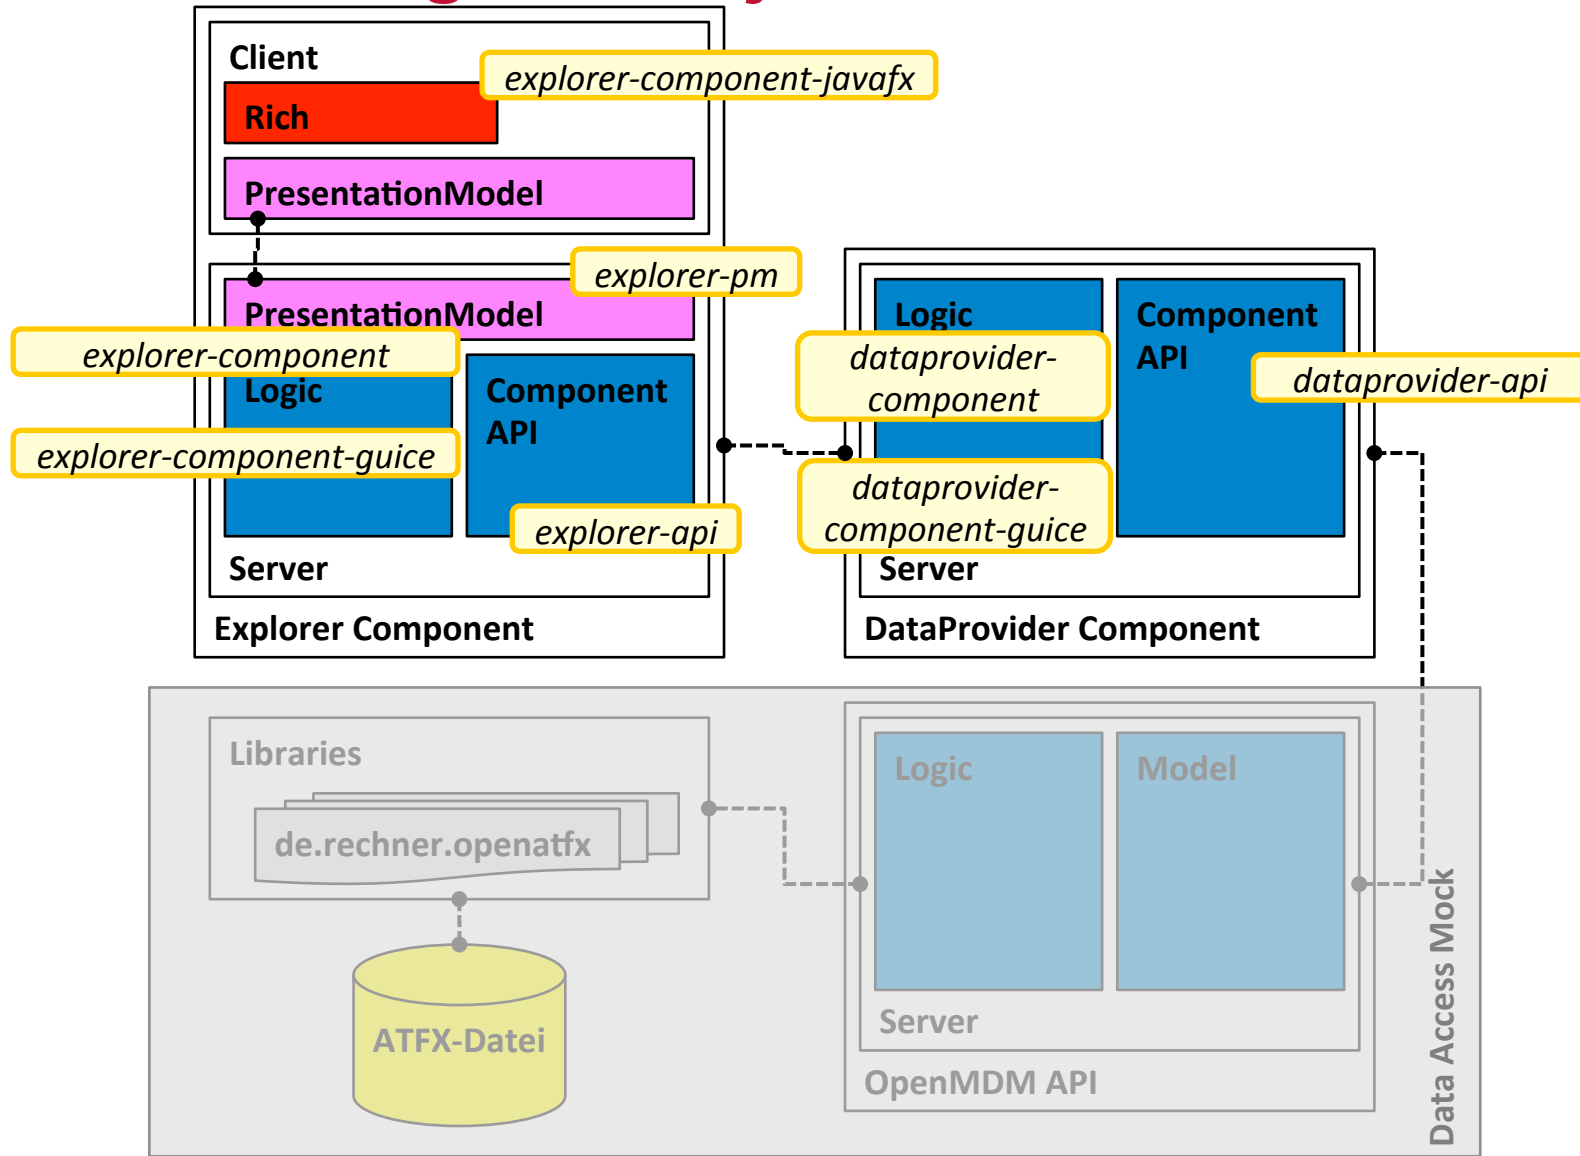 Client
explorer-component-javafx
Rich
PresentationModel
explorer-pm
PresentationModel
explorer-component
Logic
Component
API
explorer-component-guice
explorer-api
Server
Explorer Component
Logic
Component
API
dataprovider-
component
dataprovider-api
dataprovider-
component-guice
Server
DataProvider Component
Libraries
de.rechner.openatfx
ATFX-Datei
Logic
Model
Server
OpenMDM API
Data Access Mock